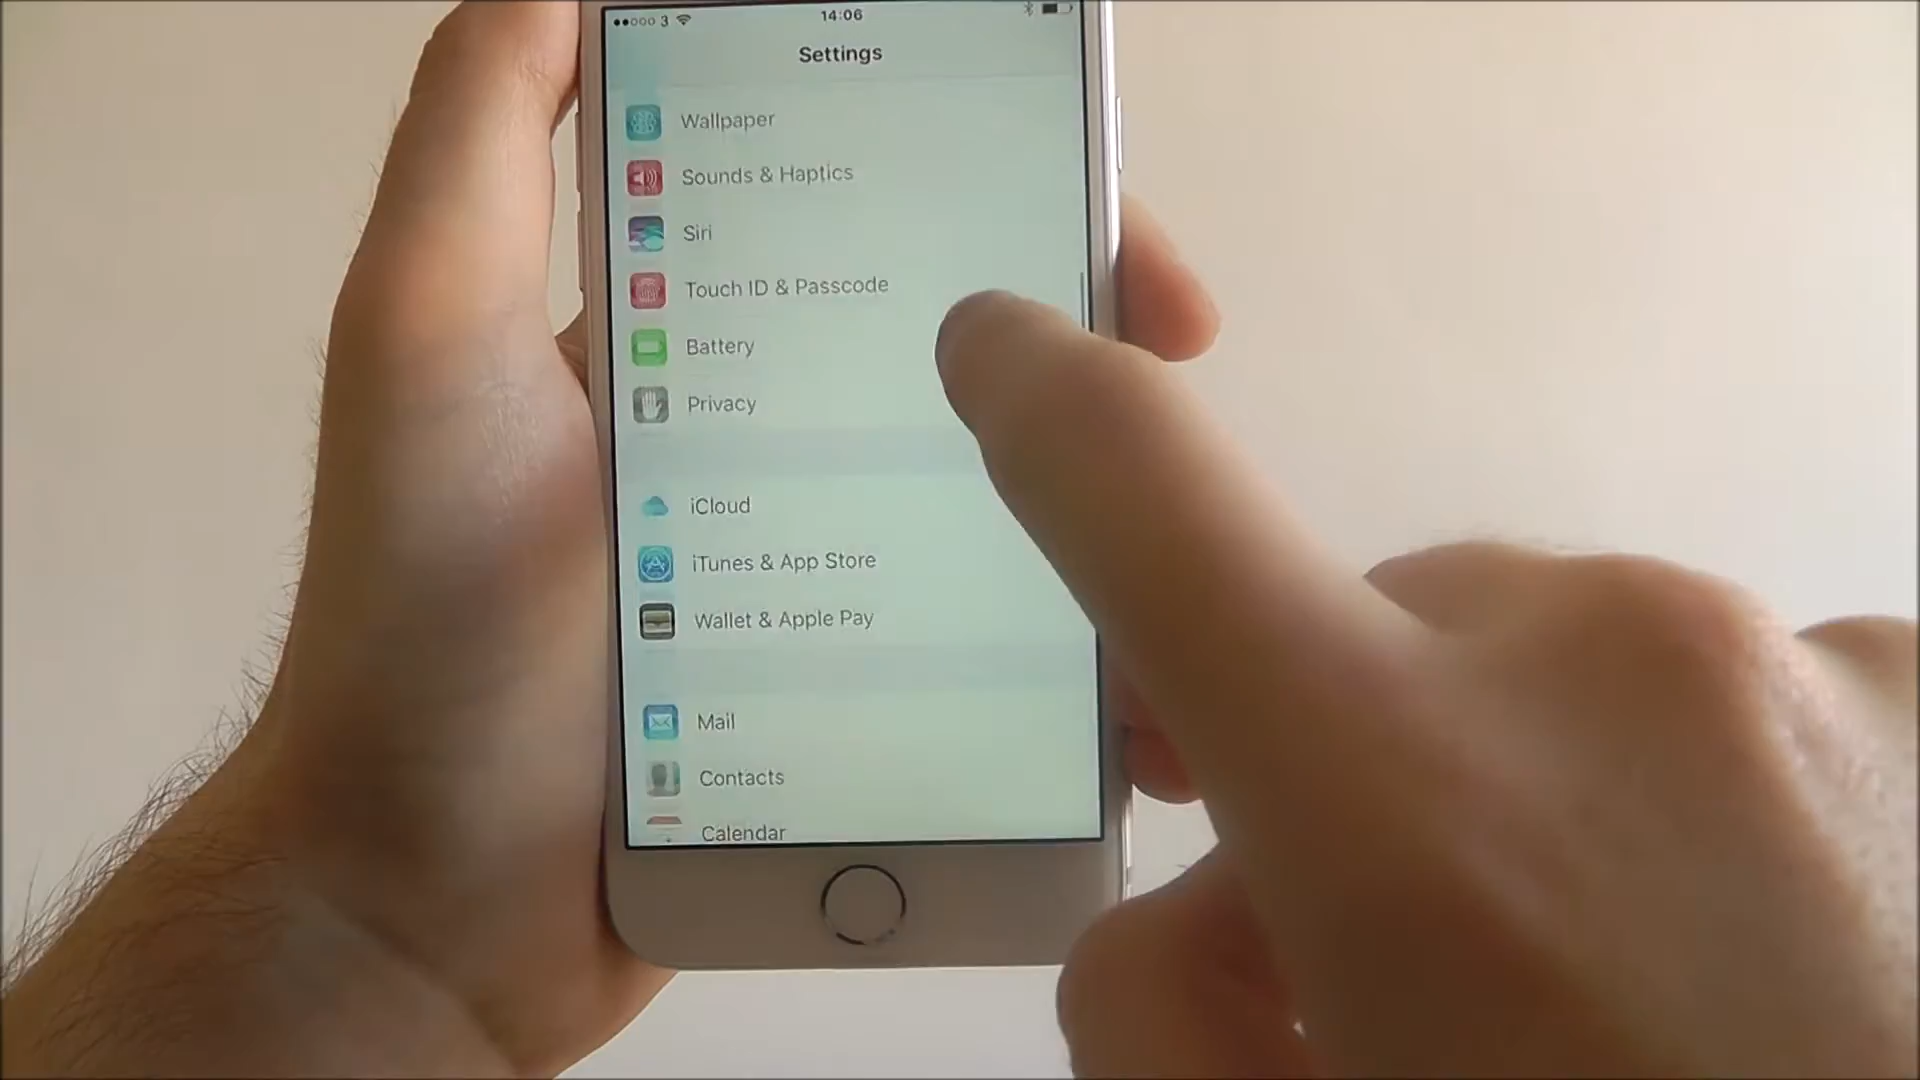 3 14:06
Settings
Wallpaper
Sounds & Haptics
Siri
Touch ID & Passcode
Battery
Privacy
iCloud
iTunes & App Store
Wallet & Apple Pay
Mail
Contacts
Calendar